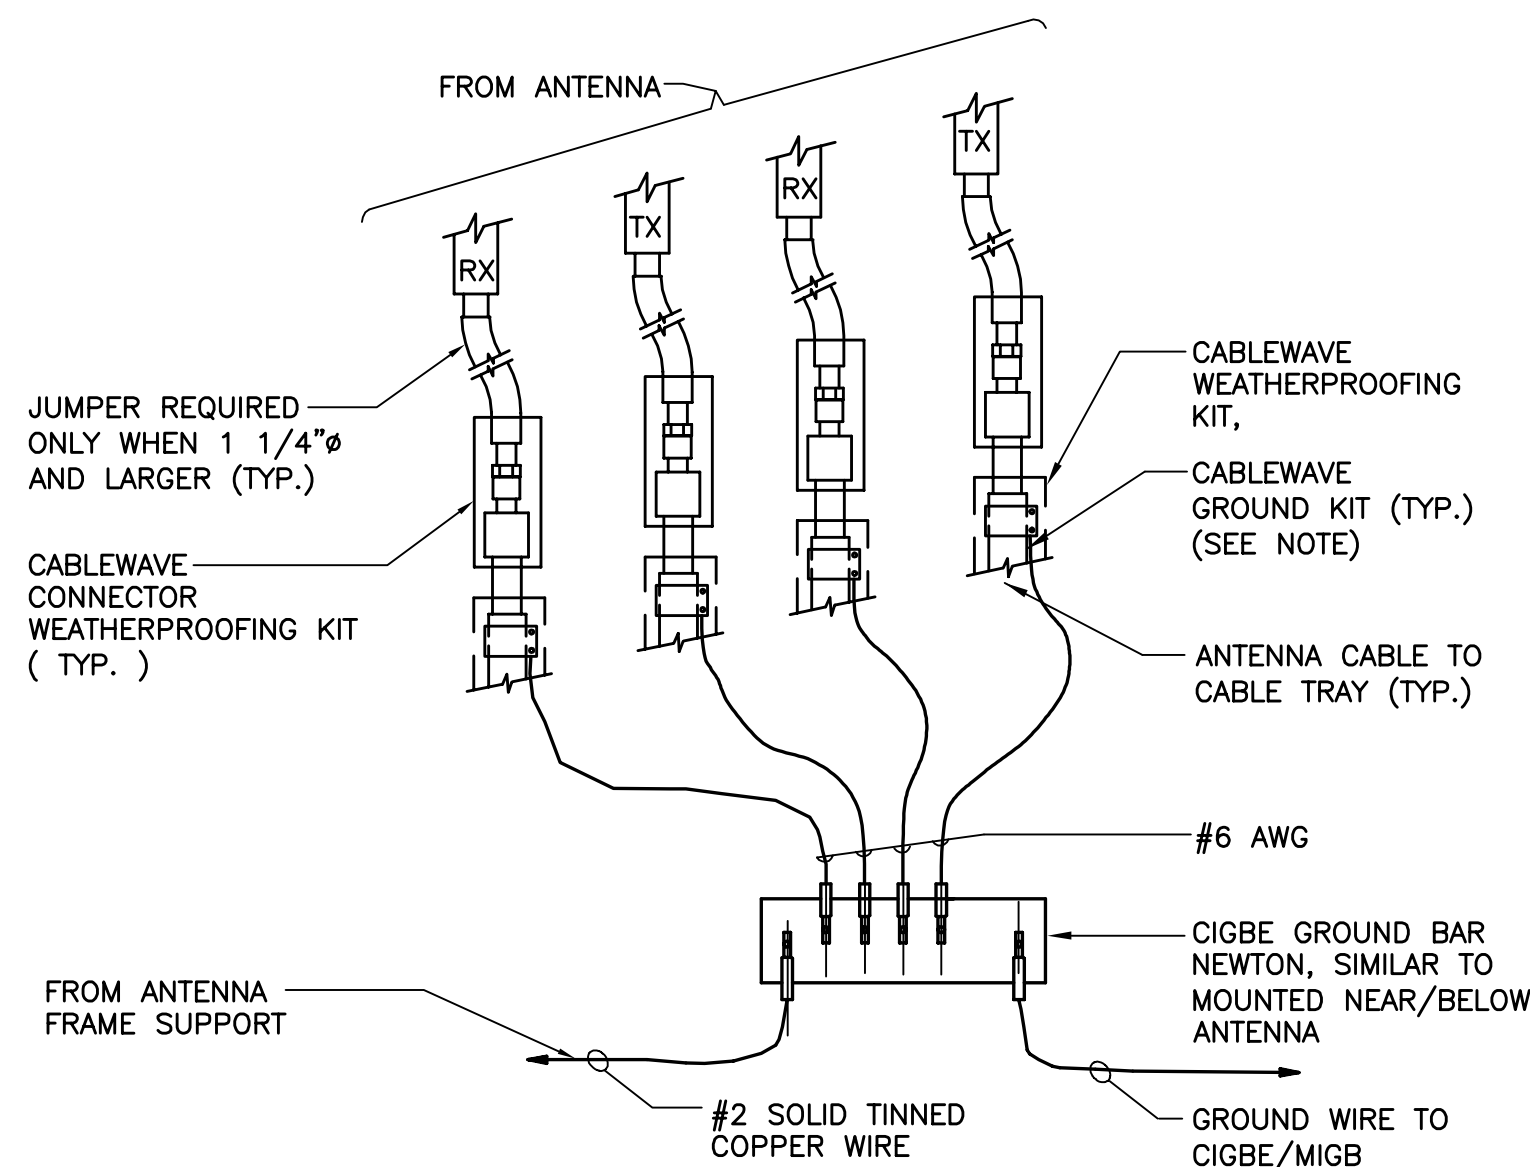 FROM ANTENNA
TX
RX
TX
RX
JUMPER REQUIRED
ONLY WHEN 1 1/4"ø
AND LARGER (TYP.)
CABLEWAVE
CONNECTOR
WEATHERPROOFING KIT
( TYP. )
CABLEWAVE
WEATHERPROOFING
KIT,
CABLEWAVE
GROUND KIT (TYP.)
(SEE NOTE)
ANTENNA CABLE TO
CABLE TRAY (TYP.)
#6 AWG
CIGBE GROUND BAR
NEWTON, SIMILAR TO
MOUNTED NEAR/BELOW
ANTENNA
FROM ANTENNA
FRAME SUPPORT
#2 SOLID TINNED
COPPER WIRE
GROUND WIRE TO
CIGBE/MIGB